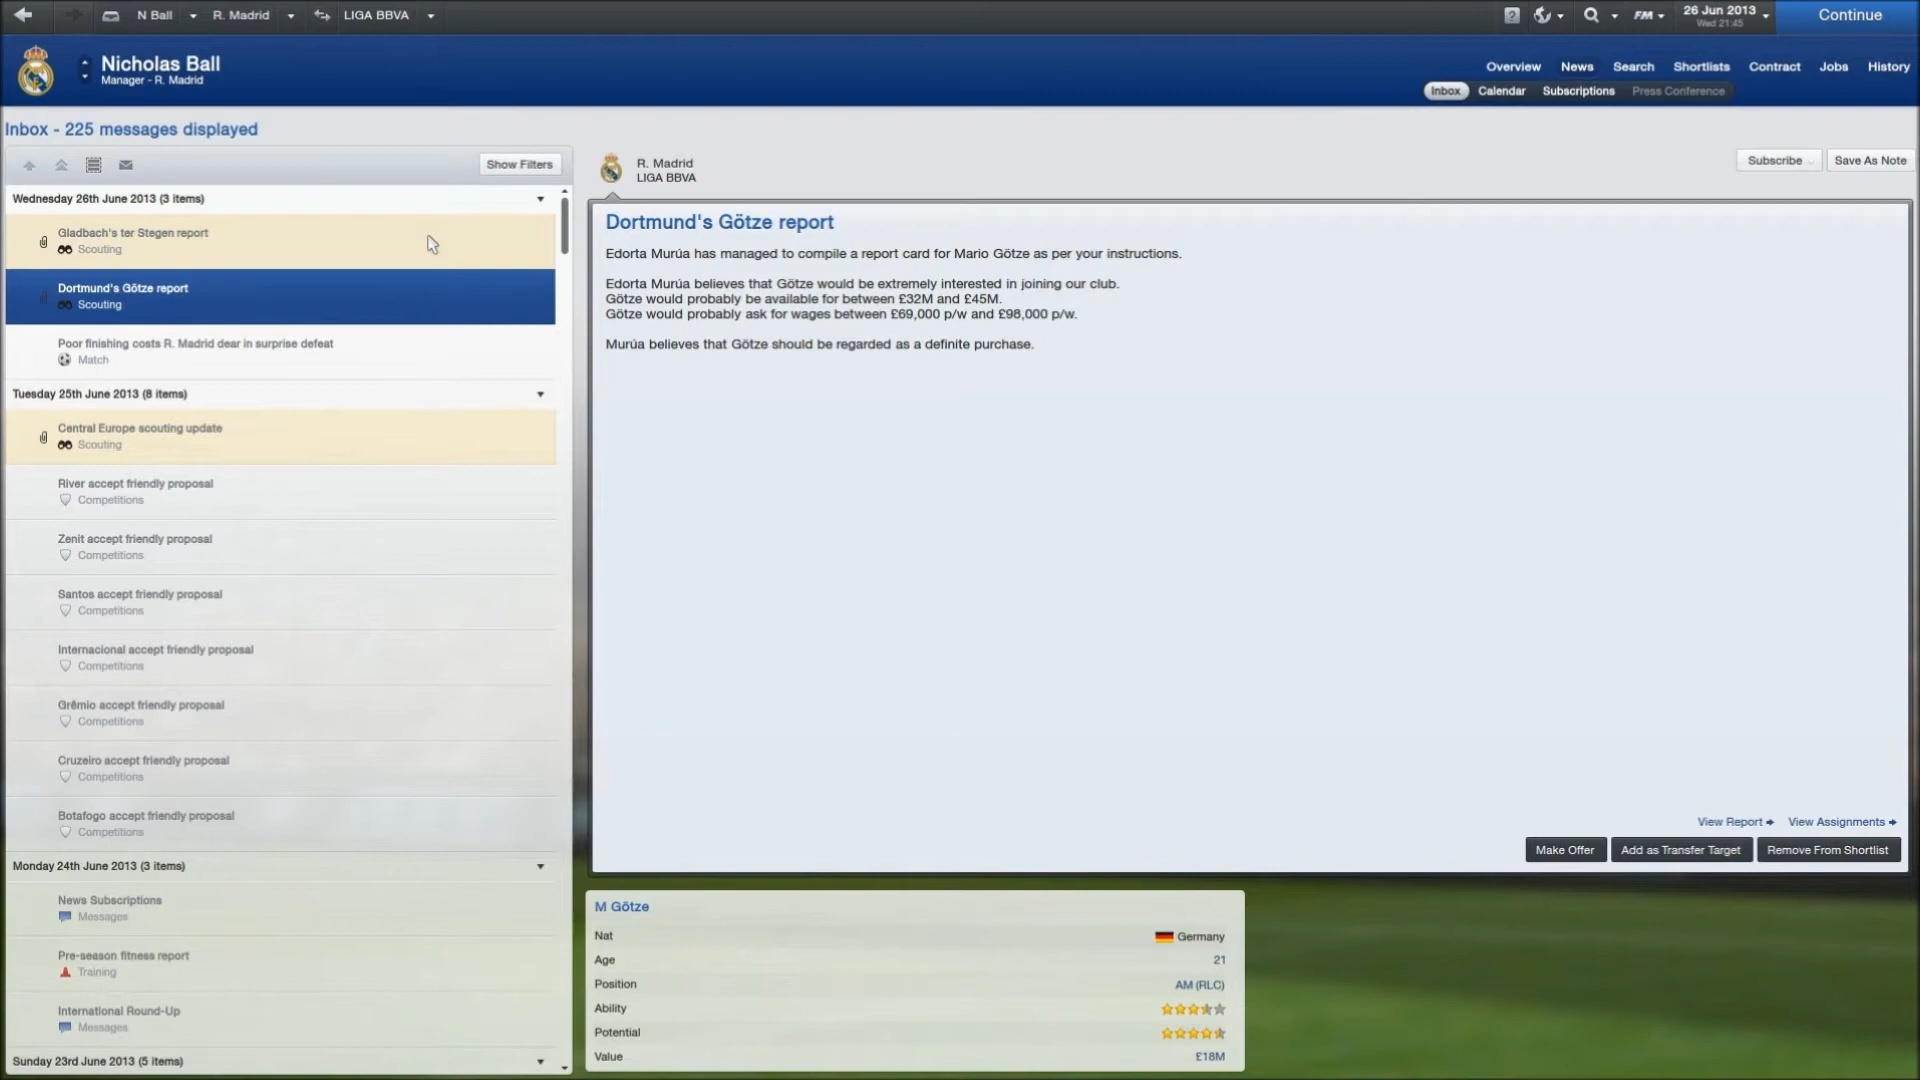 N Ball
R. Madrid
LIGA BBVA
FM
26 Jun 2013
Wed 21:45
Continue
Nicholas Ball
Manager - R. Madrid
Overview News Search Shortlists Contract Jobs History
Inbox Calendar Subscriptions Press Conference
Inbox - 225 messages displayed
Show Filters
Wednesday 26th June 2013 (3 items)
Gladbach's ter Stegen report
Scouting
Dortmund's Götze report
Scouting
Poor finishing costs R. Madrid dear in surprise defeat
Match
Tuesday 25th June 2013 (8 items)
Central Europe scouting update
Scouting
River accept friendly proposal
Competitions
Zenit accept friendly proposal
Competitions
Santos accept friendly proposal
Competitions
Internacional accept friendly proposal
Competitions
Grêmio accept friendly proposal
Competitions
Cruzeiro accept friendly proposal
Competitions
Botafogo accept friendly proposal
Competitions
Monday 24th June 2013 (3 items)
News Subscriptions
Messages
Pre-season fitness report
Training
International Round-Up
Messages
Sunday 23rd June 2013 (5 items)
R. Madrid
LIGA BBVA
Subscribe
Save As Note
Dortmund's Götze report
Edorta Murúa has managed to compile a report card for Mario Götze as per your instructions.
Edorta Murúa believes that Götze would be extremely interested in joining our club.
Götze would probably be available for between £32M and £45M.
Götze would probably ask for wages between £69,000 p/w and £98,000 p/w.
Murúa believes that Götze should be regarded as a definite purchase.
View Report View Assignments
Make Offer Add as Transfer Target Remove From Shortlist
M Götze
Nat Germany
Age 21
Position AM (RLC)
Ability
Potential
Value £18M